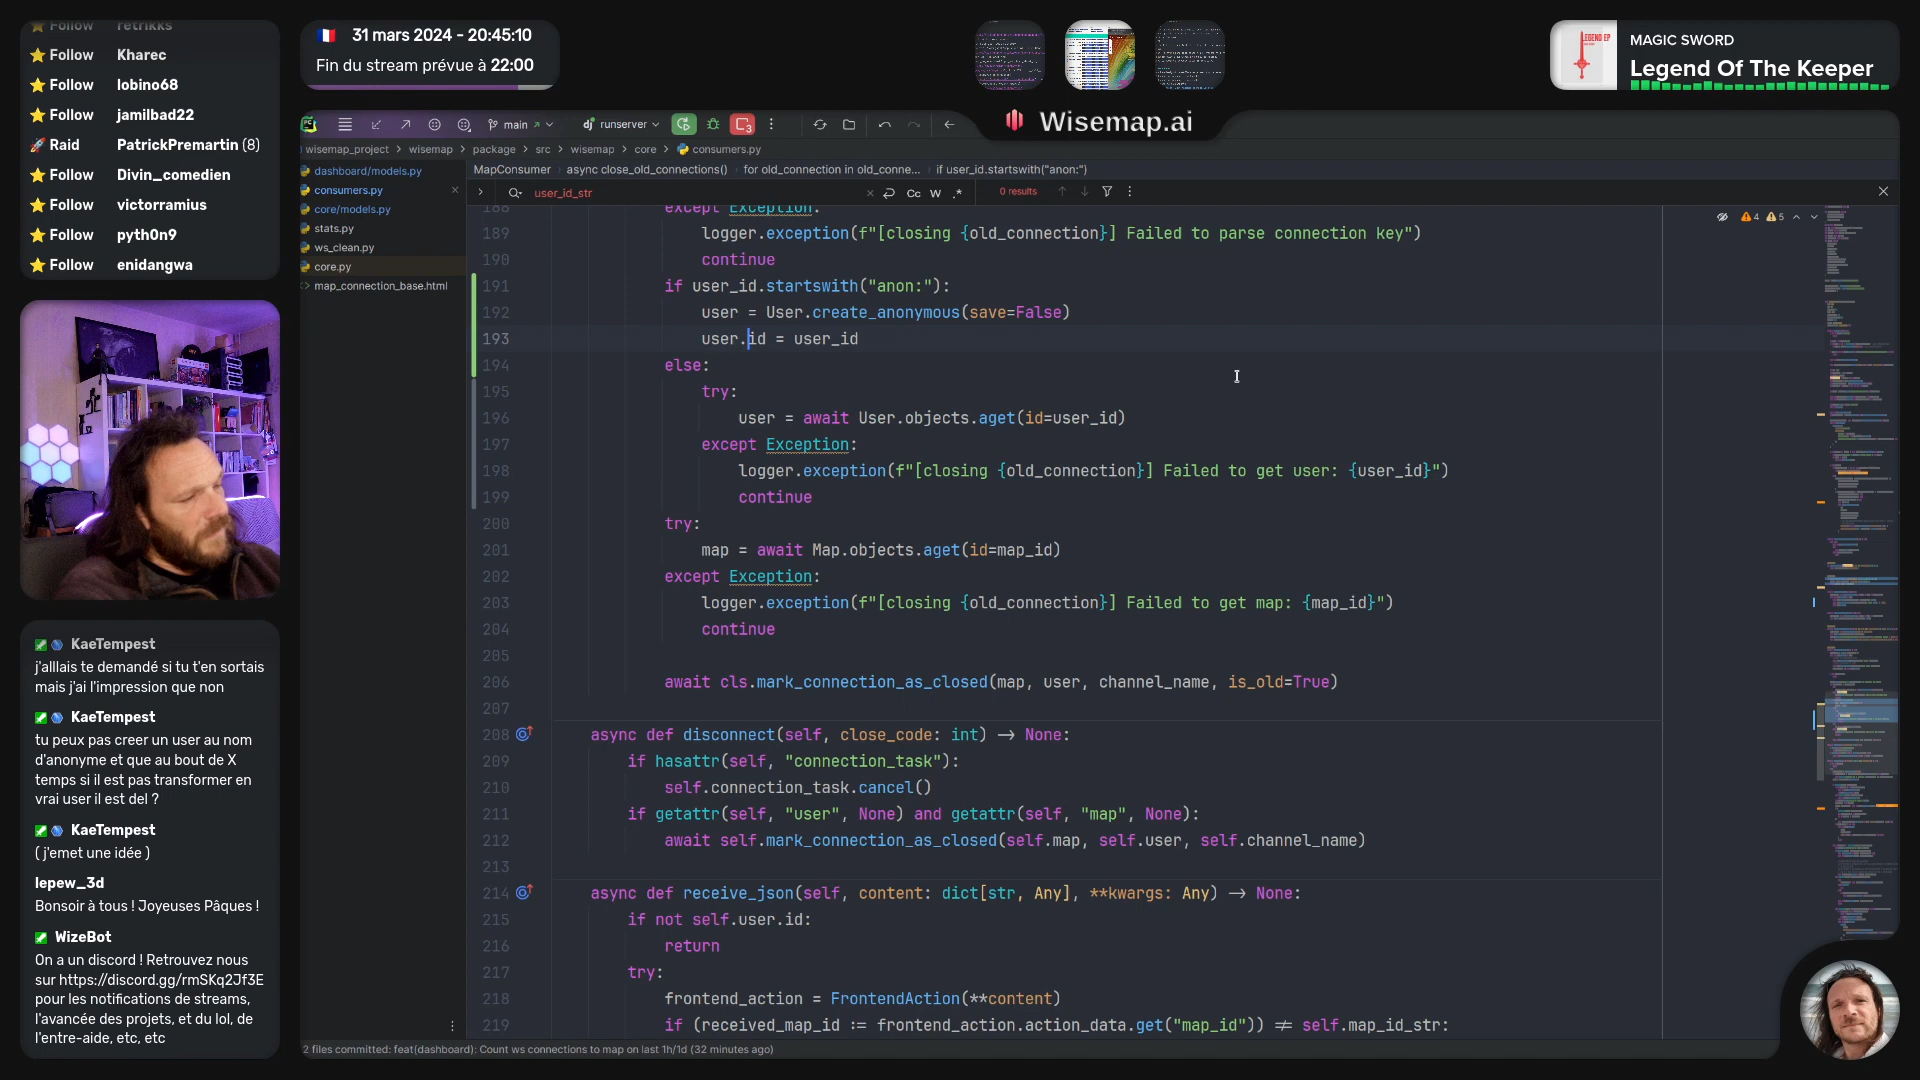 Follow retrikks
Follow Kharec
Follow lobino68
Follow jamilbad22
Raid PatrickPremartin (8)
Follow Divin_comedien
Follow victorramius
Follow pyth0n9
Follow enidangwa
31 mars 2024 - 20:45:10
Fin du stream prévue à 22:00
MAGIC SWORD
Legend Of The Keeper
LEGEND EP
Wisemap.ai
main
runserver
3
wisemap_project > wisemap > package > src > wisemap > core > consumers.py
dashboard/models.py
consumers.py
core/models.py
stats.py
ws_clean.py
core.py
map_connection_base.html
MapConsumer > async close_old_connections() > for old_connection in old_conne... > if user_id.startswith("anon:")
user_id_str
Cc W .*
0 results
4 5
188 except Exception:
189 logger.exception(f"[closing {old_connection}] Failed to parse connection key")
190 continue
191 if user_id.startswith("anon:"):
192 user = User.create_anonymous(save=False)
193 user.id = user_id
194 else:
195 try:
196 user = await User.objects.aget(id=user_id)
197 except Exception:
198 logger.exception(f"[closing {old_connection}] Failed to get user: {user_id}")
199 continue
200 try:
201 map = await Map.objects.aget(id=map_id)
202 except Exception:
203 logger.exception(f"[closing {old_connection}] Failed to get map: {map_id}")
204 continue
205
206 await cls.mark_connection_as_closed(map, user, channel_name, is_old=True)
207
208 async def disconnect(self, close_code: int) -> None:
209 if hasattr(self, "connection_task"):
210 self.connection_task.cancel()
211 if getattr(self, "user", None) and getattr(self, "map", None):
212 await self.mark_connection_as_closed(self.map, self.user, self.channel_name)
213
214 async def receive_json(self, content: dict[str, Any], **kwargs: Any) -> None:
215 if not self.user.id:
216 return
217 try:
218 frontend_action = FrontendAction(**content)
219 if (received_map_id := frontend_action.action_data.get("map_id")) != self.map_id_str:
2 files committed: feat(dashboard): Count ws connections to map on last 1h/1d (32 minutes ago)
KaeTempest
j'alllais te demandé si tu t'en sortais
mais j'ai l'impression que non
KaeTempest
tu peux pas creer un user au nom
d'anonyme et que au bout de X
temps si il est pas transformer en
vrai user il est del ?
KaeTempest
( j'emet une idée )
lepew_3d
Bonsoir à tous ! Joyeuses Pâques !
WizeBot
On a un discord ! Retrouvez nous
sur https://discord.gg/rmSKq2Jf3E
pour les notifications de streams,
l'avancée des projets, et du lol, de
l'entre-aide, etc, etc